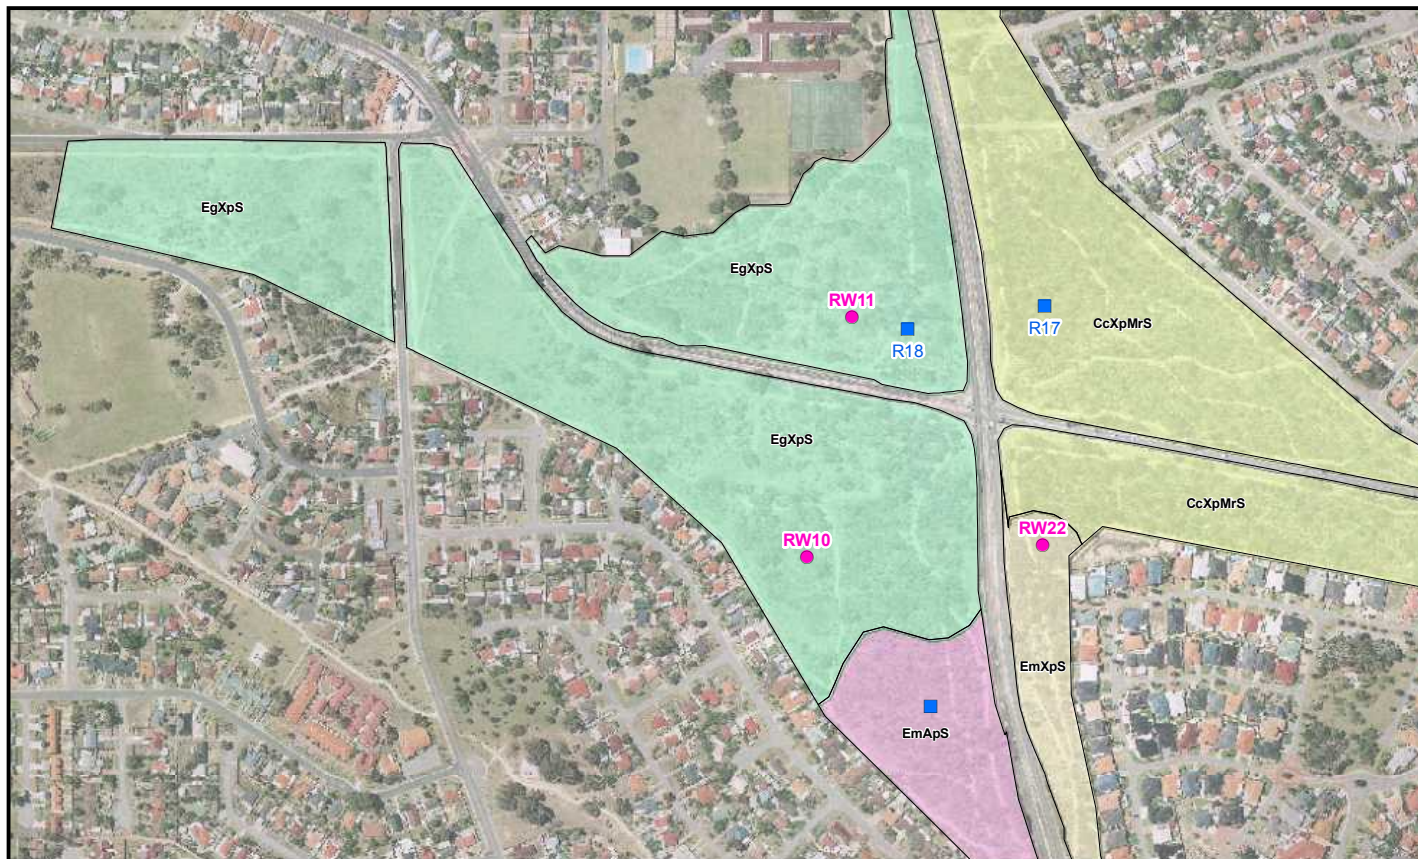 EgXpS
EgXpS
RW11
R18
R17
CcXpMrS
EgXpS
CcXpMrS
RW10
RW22
EmXpS
EmApS